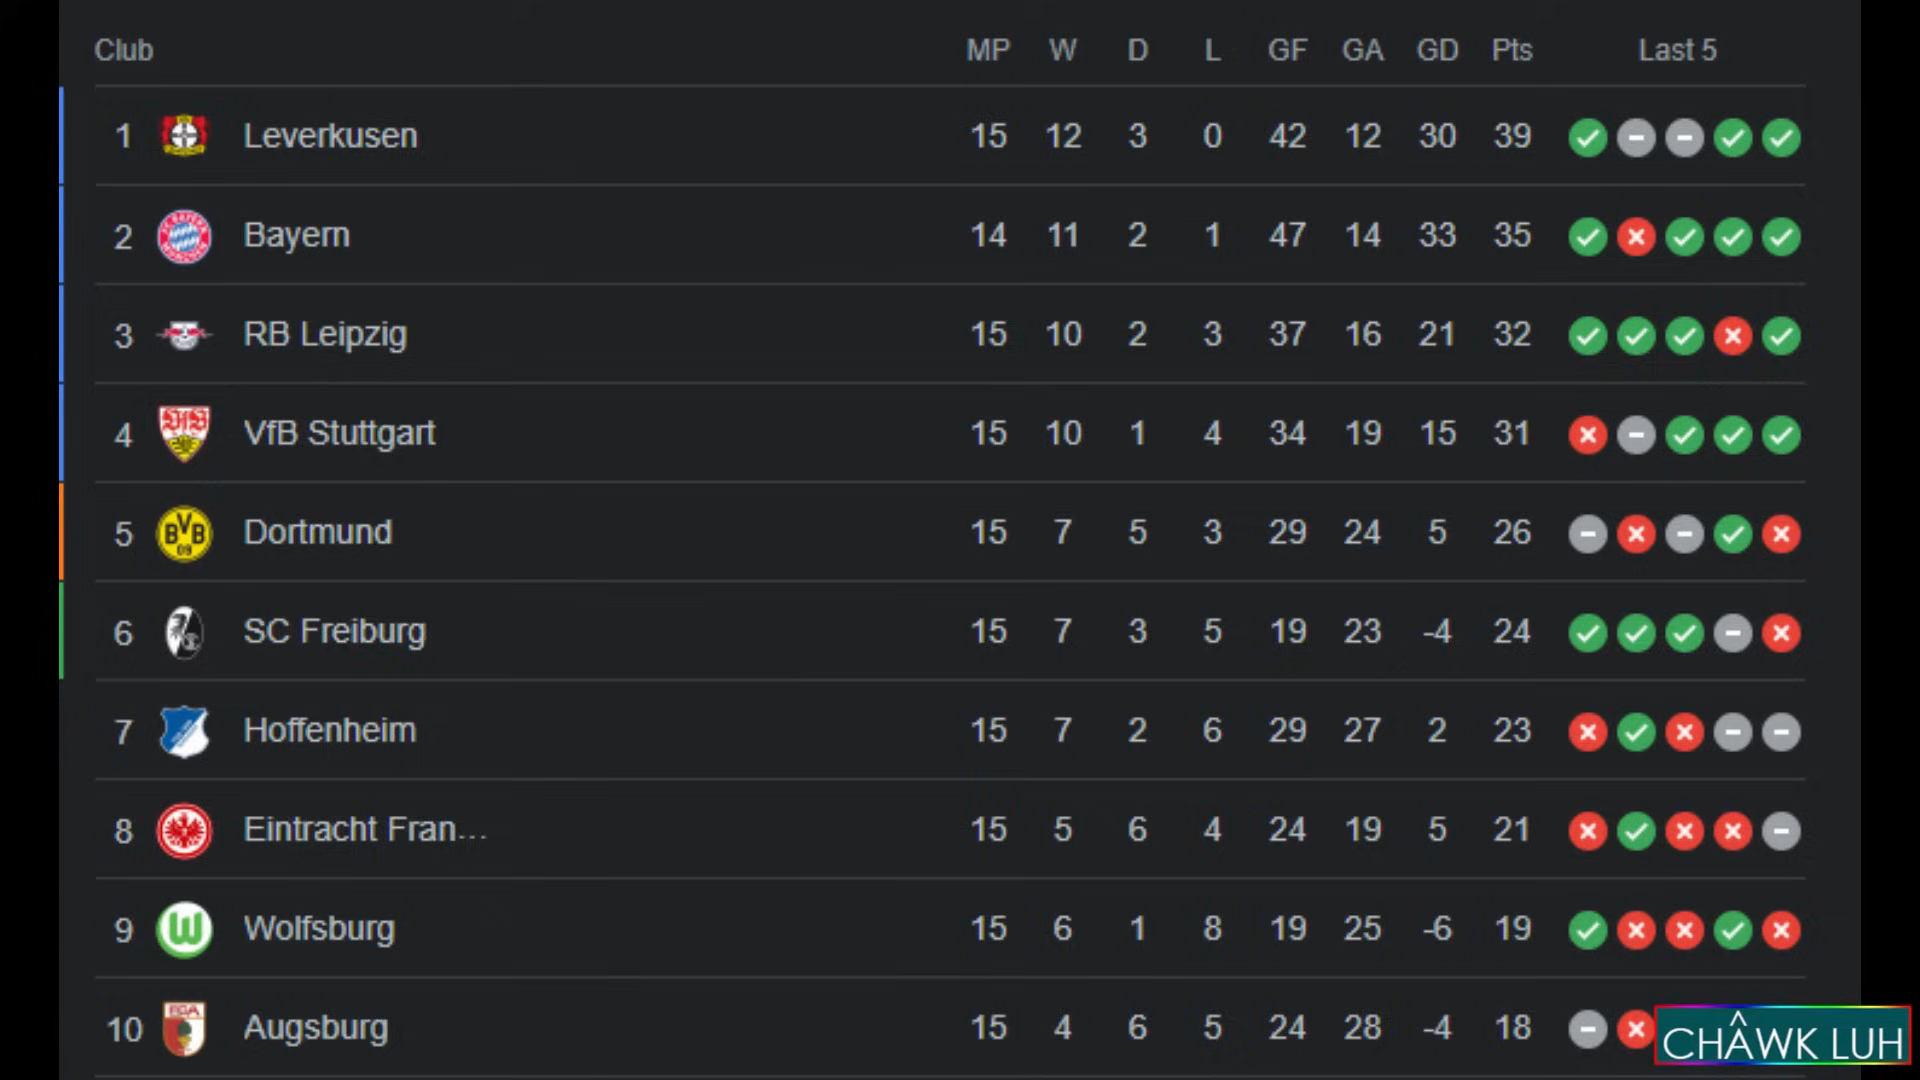 Club MP W D L GF GA GD Pts Last 5
1 Leverkusen 15 12 3 0 42 12 30 39
2 Bayern 14 11 2 1 47 14 33 35
3 RB Leipzig 15 10 2 3 37 16 21 32
4 VfB Stuttgart 15 10 1 4 34 19 15 31
5 BVB 09 Dortmund 15 7 5 3 29 24 5 26
6 SC Freiburg 15 7 3 5 19 23 -4 24
7 Hoffenheim 15 7 2 6 29 27 2 23
8 Eintracht Fran... 15 5 6 4 24 19 5 21
9 W Wolfsburg 15 6 1 8 19 25 -6 19
10 FCA Augsburg 15 4 6 5 24 28 -4 18
CHÂWK LUH